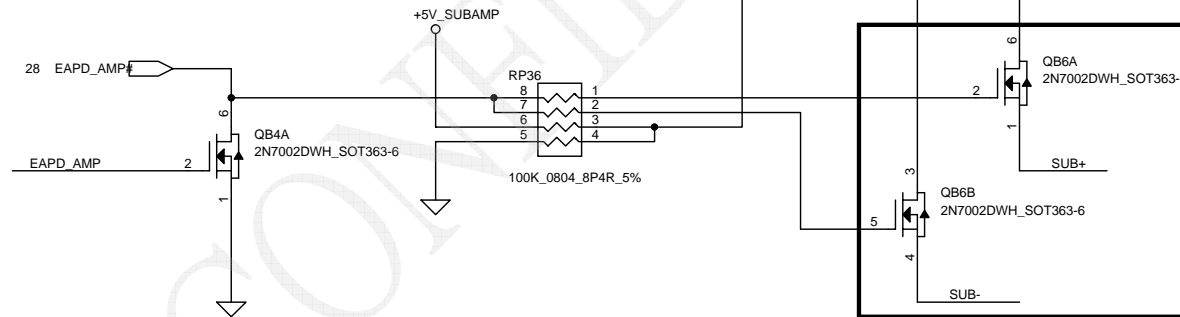 +5V_SUBAMP
28 EAPD_AMP#
RP36
8 1
7 2
6 3
5 4
100K_0804_8P4R_5%
6
QB4A
2N7002DWH_SOT363-6
EAPD_AMP 2
1
6
QB6A
2N7002DWH_SOT363-
2
1
SUB+
3
QB6B
2N7002DWH_SOT363-6
5
4
SUB-